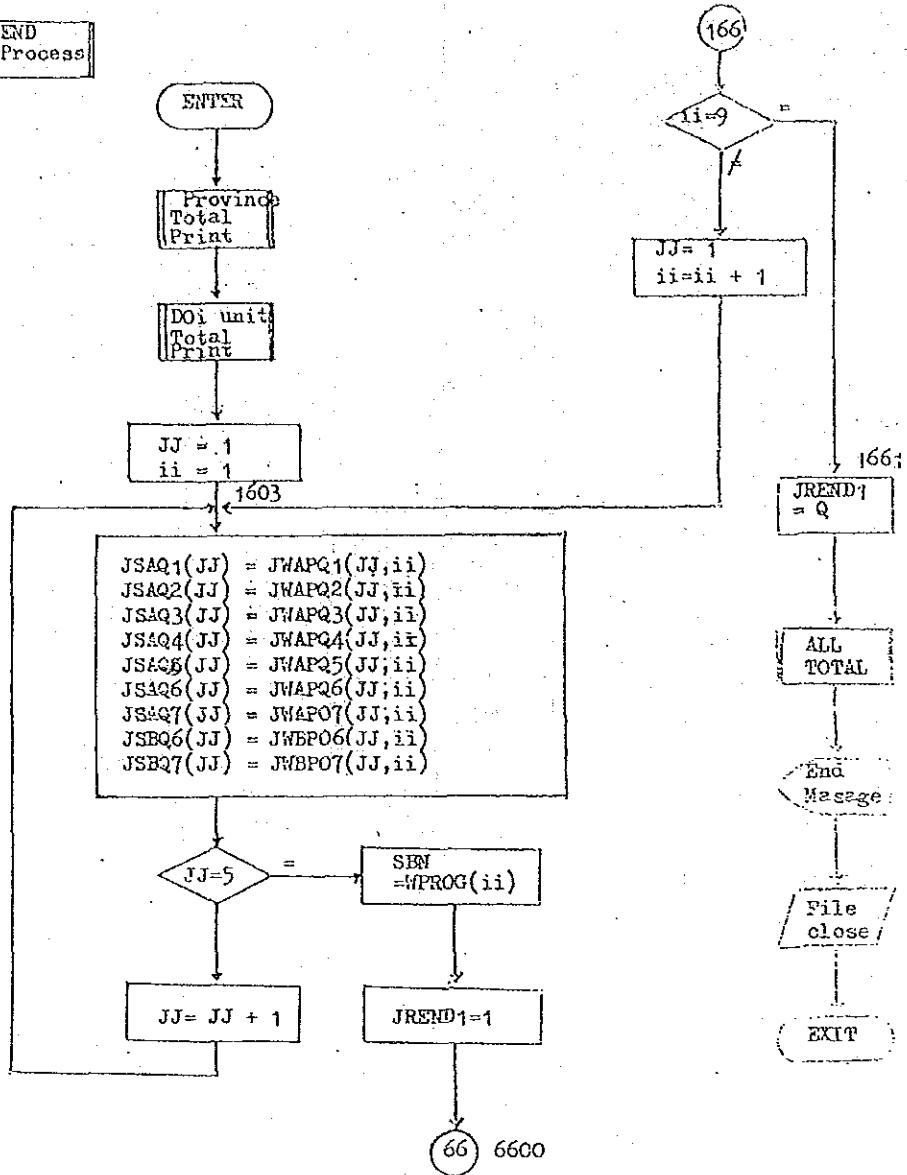 END
Process
ENTER
Province
Total
Print
DOi unit
Total
Print
JJ = 1
ii = 1
1603
JSAQ1(JJ) = JWAPQ1(JJ,ii)
JSAQ2(JJ) = JWAPQ2(JJ,ii)
JSAQ3(JJ) = JWAPQ3(JJ,ii)
JSAQ4(JJ) = JWAPQ4(JJ,ii)
JSAQ5(JJ) = JWAPQ5(JJ,ii)
JSAQ6(JJ) = JWAPQ6(JJ,ii)
JSAQ7(JJ) = JWAPO7(JJ,ii)
JSBQ6(JJ) = JWBPO6(JJ,ii)
JSBQ7(JJ) = JWBPO7(JJ,ii)
JJ=5
=
SBN
=WPROG(ii)
JJ= JJ + 1
JREND1=1
66 6600
166
ii=9
=
≠
JJ= 1
ii=ii + 1
1661
JREND1
= Q
ALL
TOTAL
End
Masage
File
close
EXIT